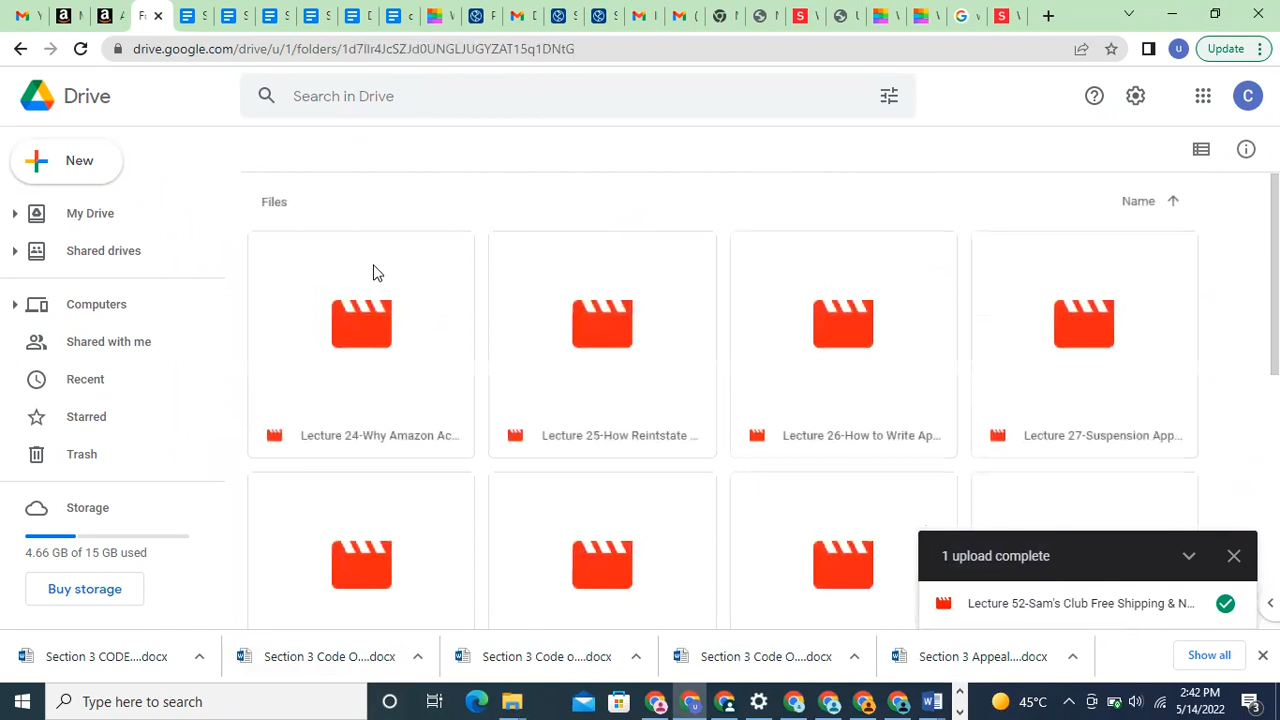 M
a M
a
Fu
S
S
S
S
D
c
W
F
D
S
S
I
(
N
W
V
U
W
W
w
V
drive.google.com/drive/u/1/folders/1d7lIr4JcSZJd0UNGLJUGYZAT15q1DNtG
u
Update
Drive
Search in Drive
C
New
Files
Name
My Drive
Shared drives
Computers
Shared with me
Recent
Starred
Trash
Storage
4.66 GB of 15 GB used
Buy storage
Lecture 24-Why Amazon Ac...
Lecture 25-How Reintstate ...
Lecture 26-How to Write Ap...
Lecture 27-Suspension App...
1 upload complete
Lecture 52-Sam's Club Free Shipping & N...
Section 3 CODE....docx
Section 3 Code O....docx
Section 3 Code o....docx
Section 3 Code O....docx
Section 3 Appeal....docx
Show all
Type here to search
45°C
2:42 PM
5/14/2022
3